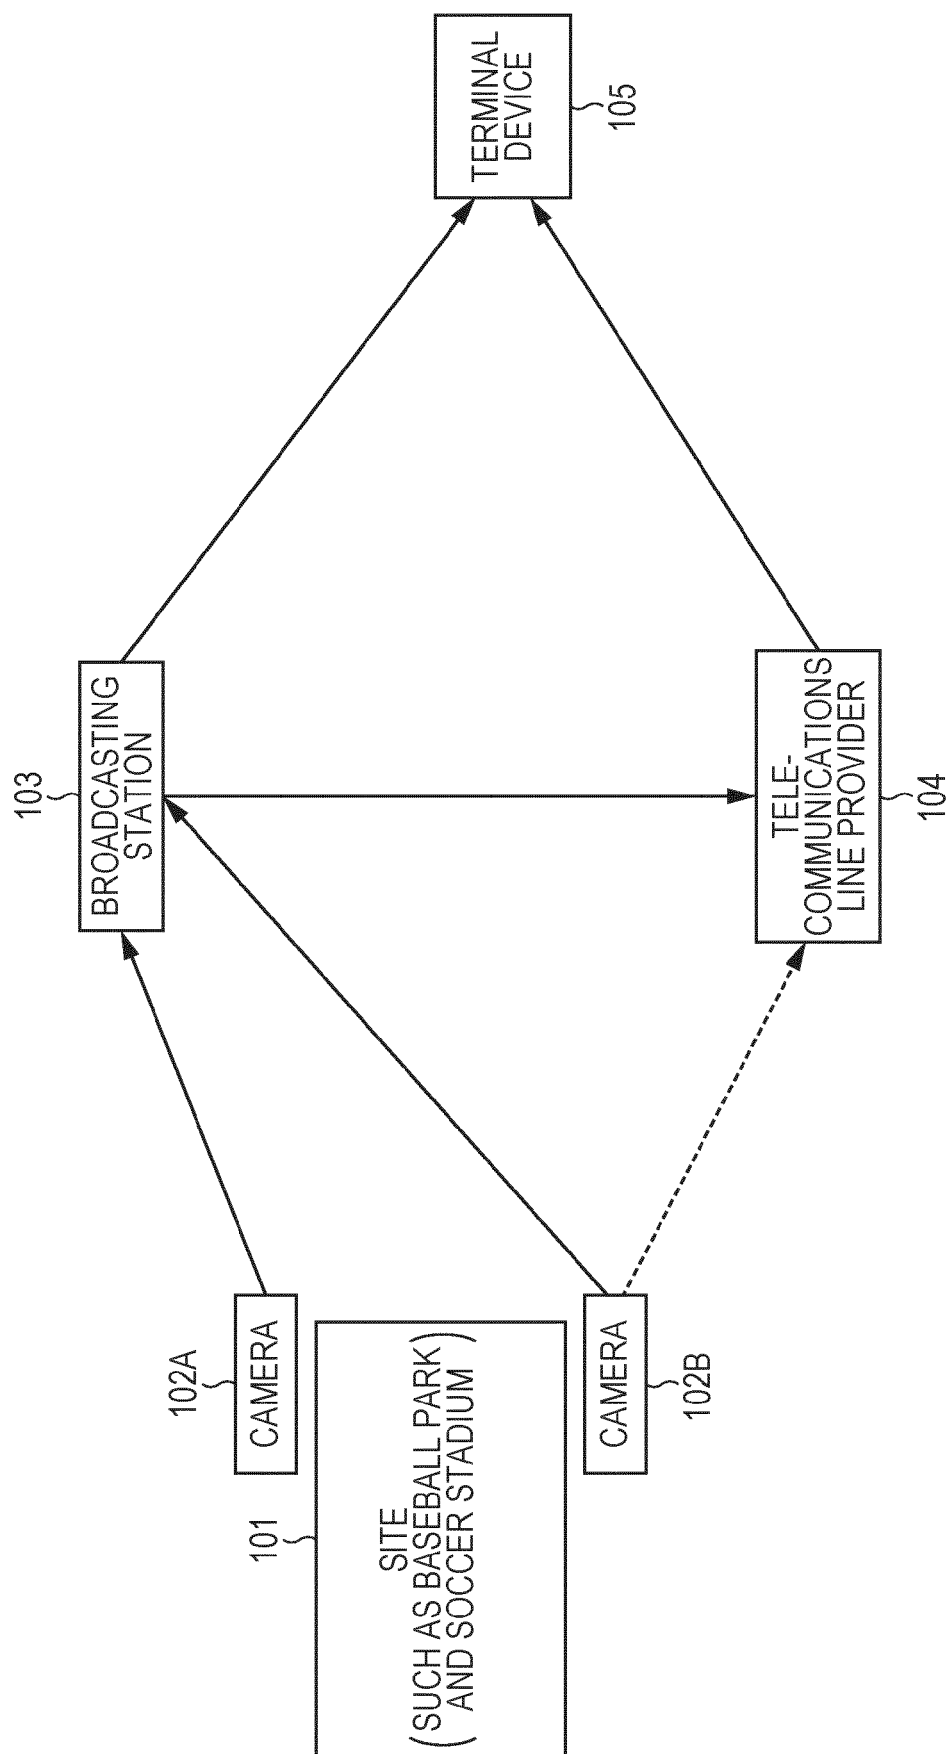 101
SITE
(SUCH AS BASEBALL PARK
AND SOCCER STADIUM)
102A
CAMERA
CAMERA
102B
103
BROADCASTING
STATION
TELE-
COMMUNICATIONS
LINE PROVIDER
104
TERMINAL
DEVICE
105